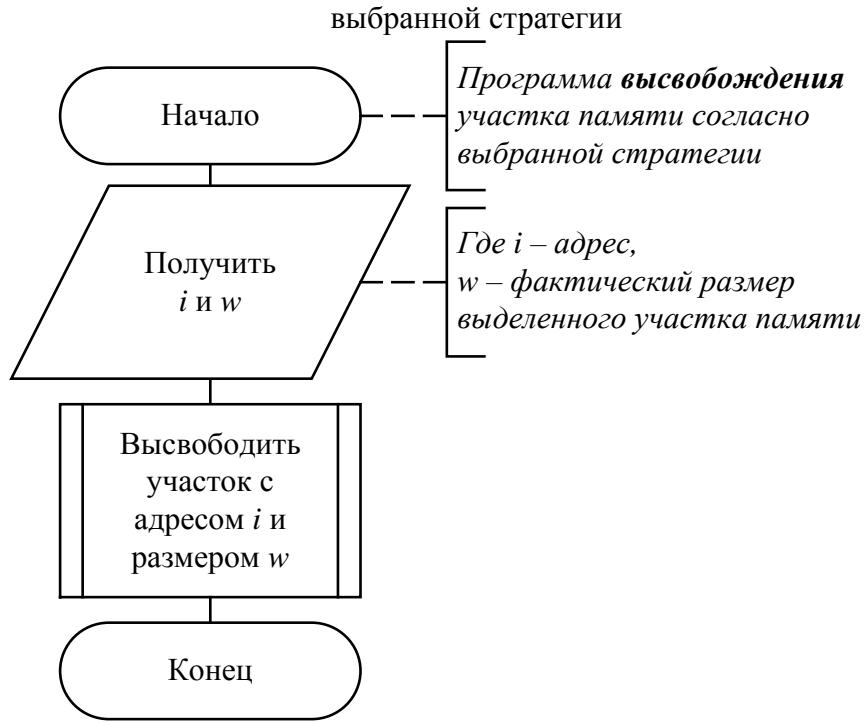 выбранной стратегии
Начало
Программа высвобождения
участка памяти согласно
выбранной стратегии
Получить
i и w
Где i – адрес,
w – фактический размер
выделенного участка памяти
Высвободить
участок с
адресом i и
размером w
Конец